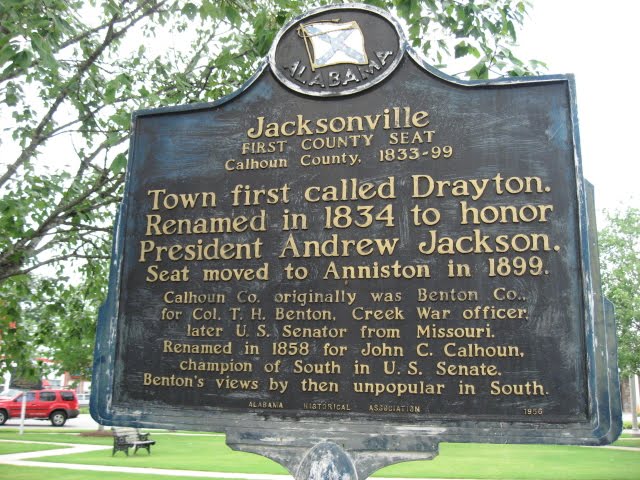 ALABAMA
Jacksonville
FIRST COUNTY SEAT
Calhoun County, 1833-99
Town first called Drayton.
Renamed in 1834 to honor
President Andrew Jackson.
Seat moved to Anniston in 1899.
Calhoun Co. originally was Benton Co.,
for Col. T. H. Benton, Creek War officer,
later U. S. Senator from Missouri.
Renamed in 1858 for John C. Calhoun,
champion of South in U. S. Senate.
Benton's views by then unpopular in South.
ALABAMA HISTORICAL ASSOCIATION 1956